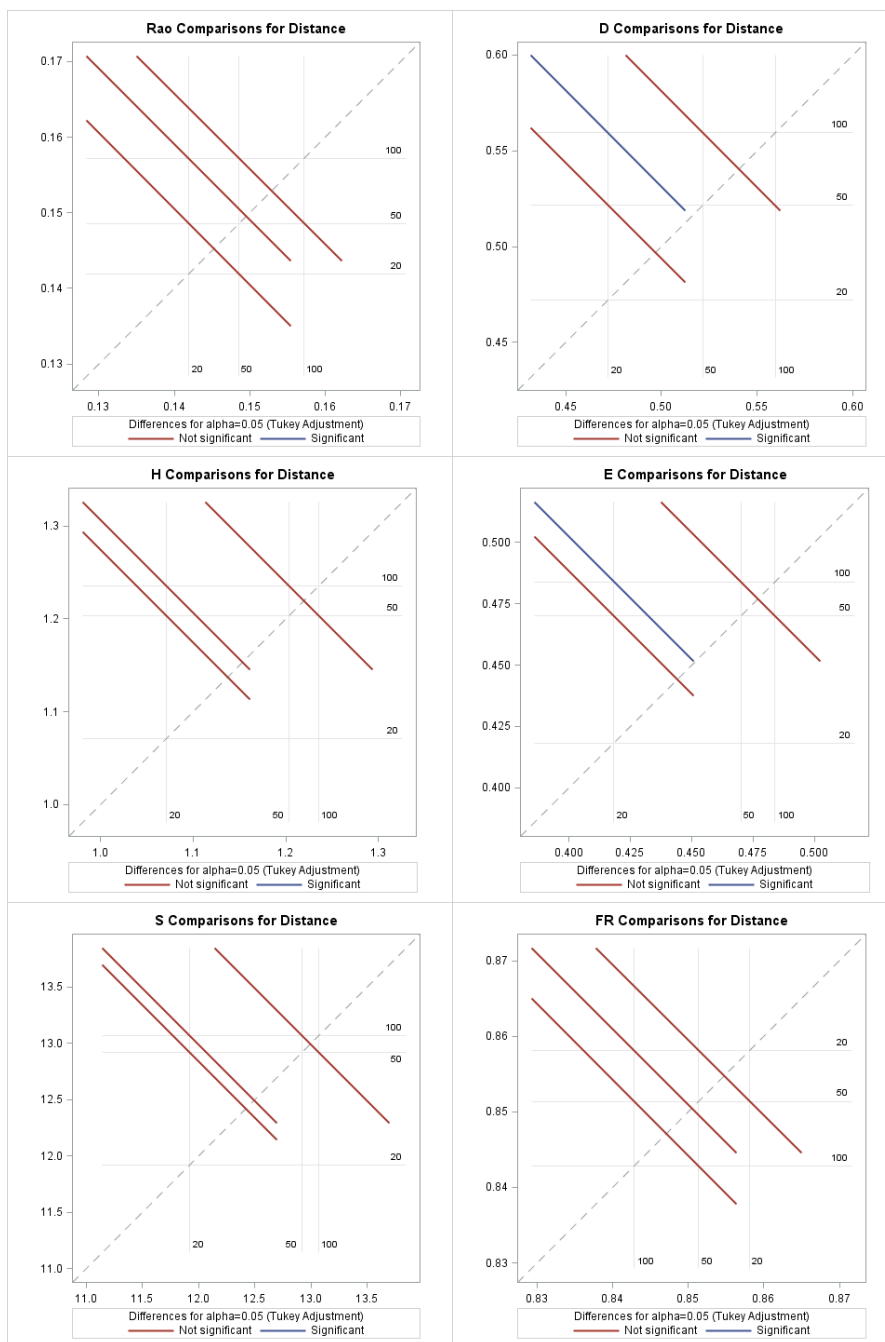 Rao Comparisons for Distance
0.17
0.16
0.15
0.14
0.13
100
50
20
20 50 100
0.13 0.14 0.15 0.16 0.17
Differences for alpha=0.05 (Tukey Adjustment)
Not significant Significant
D Comparisons for Distance
0.60
0.55
0.50
0.45
100
50
20
20 50 100
0.45 0.50 0.55 0.60
Differences for alpha=0.05 (Tukey Adjustment)
Not significant Significant
H Comparisons for Distance
1.3
1.2
1.1
1.0
100
50
20
20 50 100
1.0 1.1 1.2 1.3
Differences for alpha=0.05 (Tukey Adjustment)
Not significant Significant
E Comparisons for Distance
0.500
0.475
0.450
0.425
0.400
100
50
20
20 50 100
0.400 0.425 0.450 0.475 0.500
Differences for alpha=0.05 (Tukey Adjustment)
Not significant Significant
S Comparisons for Distance
13.5
13.0
12.5
12.0
11.5
11.0
100
50
20
20 50 100
11.0 11.5 12.0 12.5 13.0 13.5
Differences for alpha=0.05 (Tukey Adjustment)
Not significant Significant
FR Comparisons for Distance
0.87
0.86
0.85
0.84
0.83
20
50
100
100 50 20
0.83 0.84 0.85 0.86 0.87
Differences for alpha=0.05 (Tukey Adjustment)
Not significant Significant